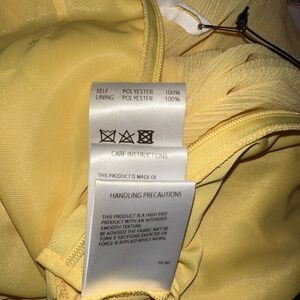 SELF POLYESTER 100%
LINING POLYESTER 100%
CARE INSTRUCTIONS
THIS PRODUCT IS MADE OF
HANDLING PRECAUTIONS
THIS PRODUCT IS A HIGH END
PRODUCT WITH AN INTENDED
SMOOTH TEXTURE
BE ADVISED THE FABRIC MAY BE
TORN IF EXCESSIVE EXERCISE OR
FORCE IS APPLIED WHILE WORN.